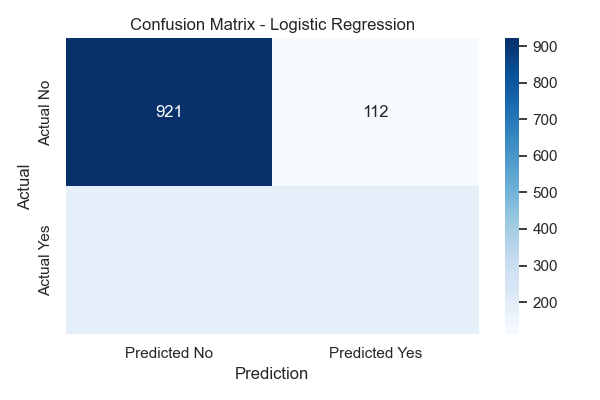 Confusion Matrix - Logistic Regression
921
112
Actual No
Actual Yes
Actual
Predicted No
Predicted Yes
Prediction
900
800
700
600
500
400
300
200